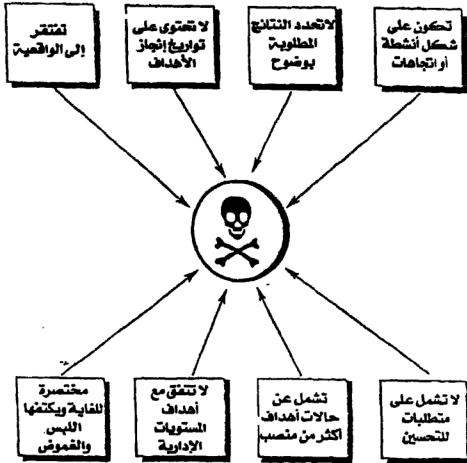 تكون على
شكل أنشطة
أو اتجاهات
لا تحدد النتائج
المطلوبة
بوضوح
لا تحتوى على
تواريخ إنجاز
الأهداف
تفتقر
إلى الواقعية
لا تشمل على
متطلبات
للتحسين
تشمل عن
حالات أهداف
أكثر من منصب
لا تتفق مع
أهداف
المستويات
الإدارية
مختصرة
للغاية ويكتنفها
اللبس
والغموض